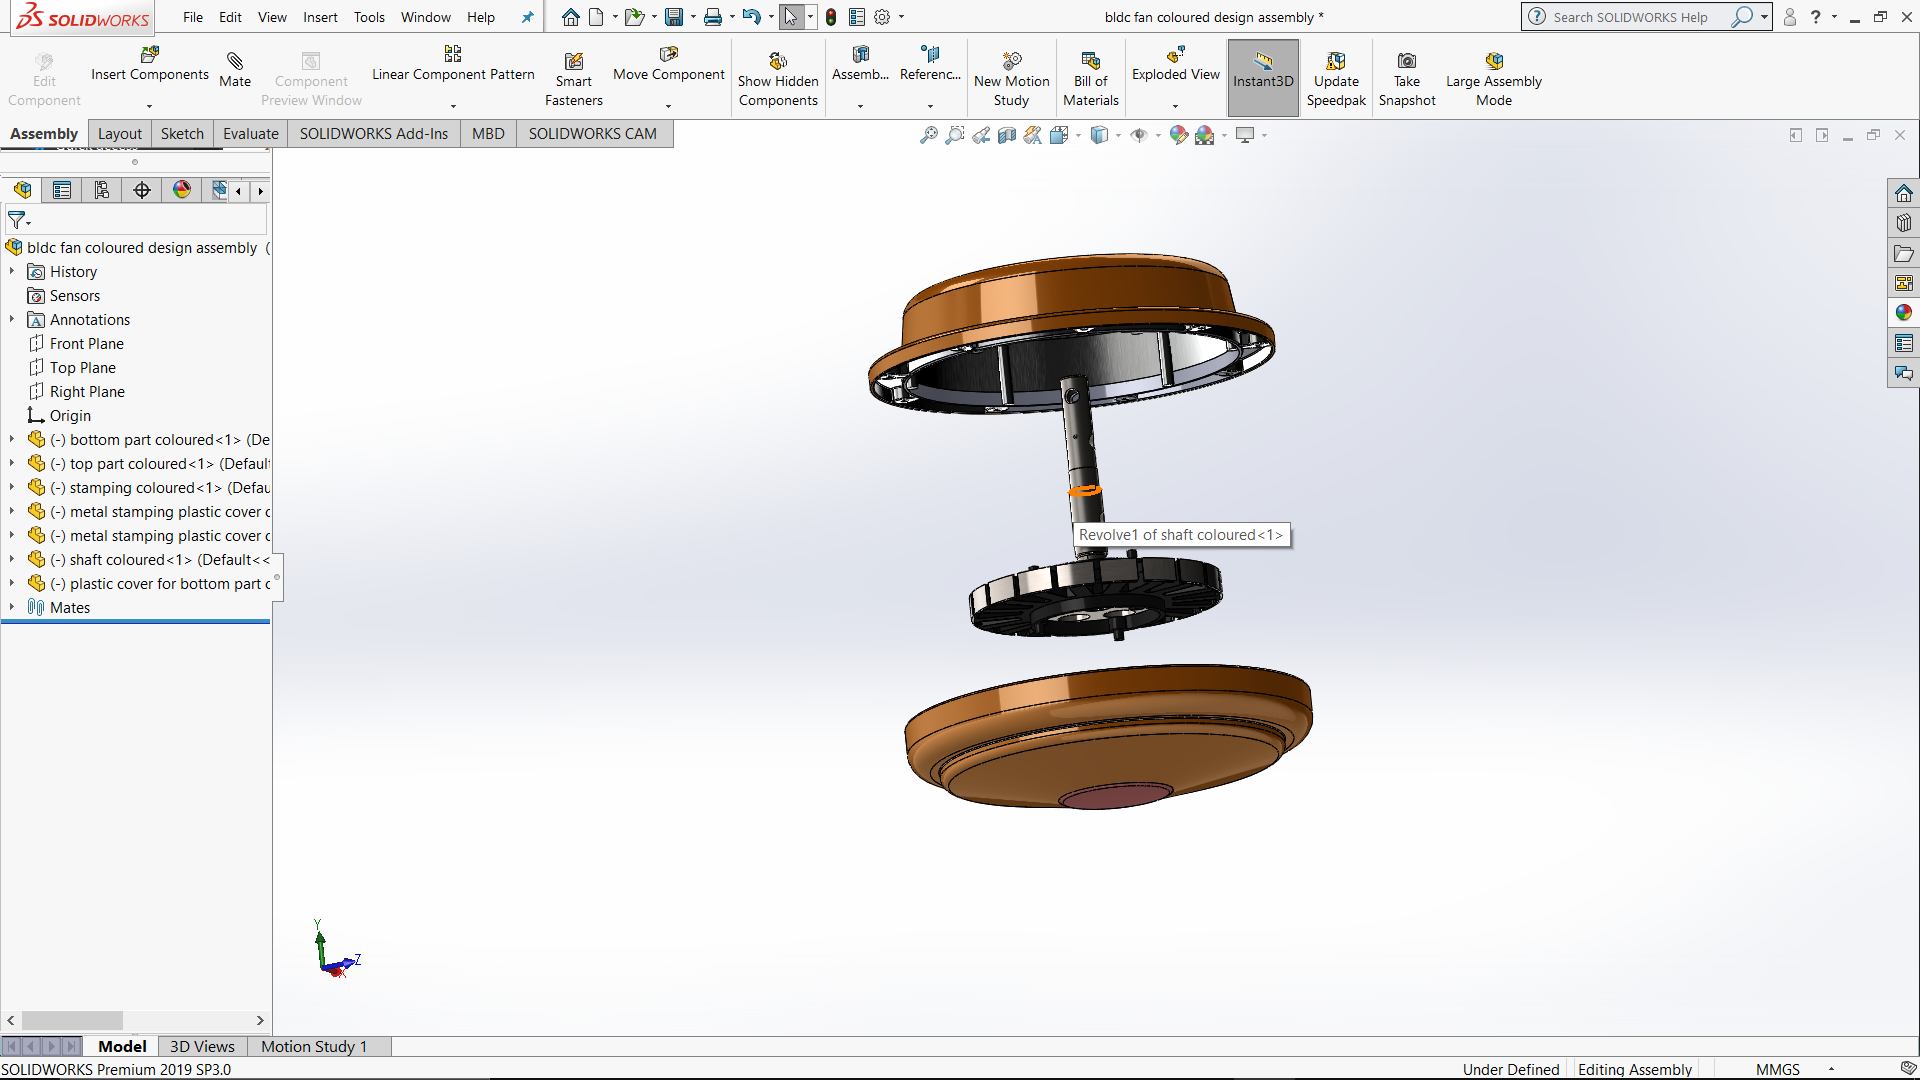 SOLIDWORKS
File Edit View Insert Tools Window Help
bldc fan coloured design assembly *
Search SOLIDWORKS Help
Edit Component
Insert Components
Mate
Component Preview Window
Linear Component Pattern
Smart Fasteners
Move Component
Show Hidden Components
Assemb...
Referenc...
New Motion Study
Bill of Materials
Exploded View
Instant3D
Update Speedpak
Take Snapshot
Large Assembly Mode
Assembly Layout Sketch Evaluate SOLIDWORKS Add-Ins MBD SOLIDWORKS CAM
bldc fan coloured design assembly (
History
Sensors
Annotations
Front Plane
Top Plane
Right Plane
Origin
(-) bottom part coloured<1> (De
(-) top part coloured<1> (Defaul
(-) stamping coloured<1> (Defau
(-) metal stamping plastic cover
(-) metal stamping plastic cover
(-) shaft coloured<1> (Default<<
(-) plastic cover for bottom part
Mates
Revolve1 of shaft coloured<1>
Y
Z
X
Model 3D Views Motion Study 1
SOLIDWORKS Premium 2019 SP3.0
Under Defined Editing Assembly MMGS